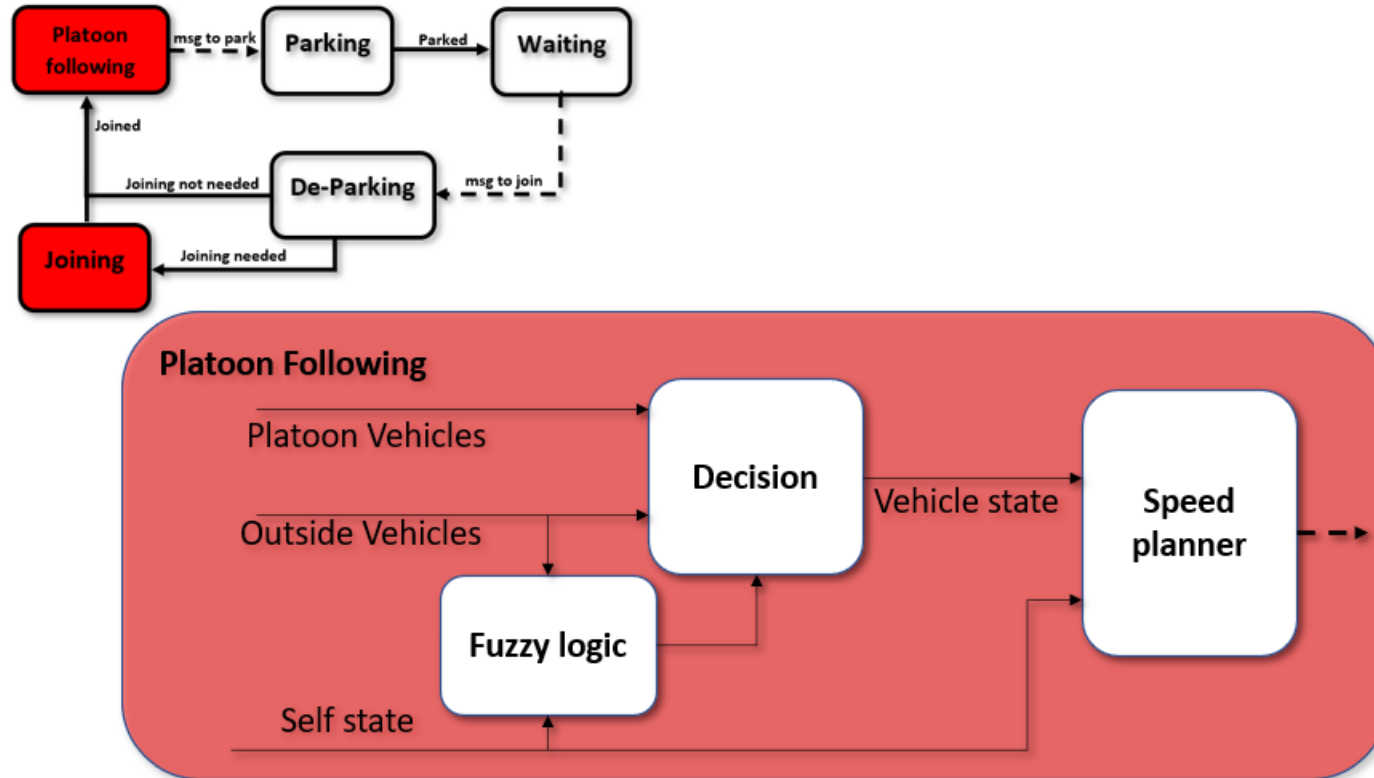 Platoon
following
msg to park
Parking
Parked
Waiting
Joined
Joining not needed
De-Parking
msg to join
Joining
Joining needed
Platoon Following
Platoon Vehicles
Decision
Vehicle state
Speed
planner
Outside Vehicles
Fuzzy logic
Self state